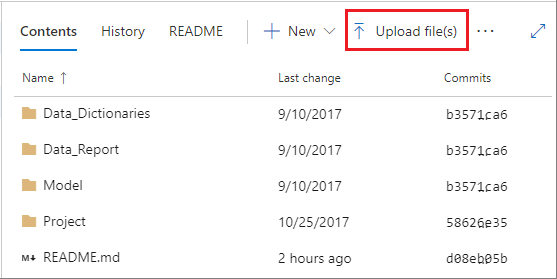 Contents History README + New Upload file(s) ...
Name ↑ Last change Commits
Data_Dictionaries 9/10/2017 b3571ca6
Data_Report 9/10/2017 b3571ca6
Model 9/10/2017 b3571ca6
Project 10/25/2017 58626e35
M↓ README.md 2 hours ago d08eb05b